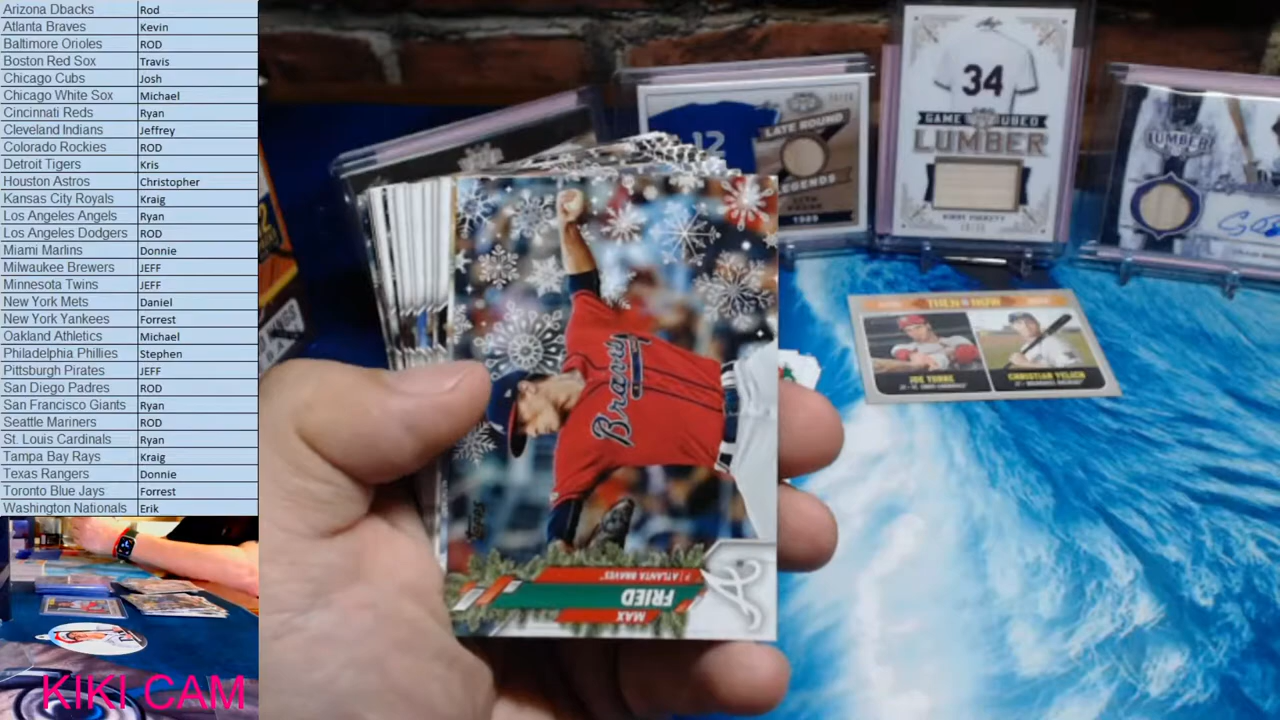 Arizona Dbacks Rod
Atlanta Braves Kevin
Baltimore Orioles ROD
Boston Red Sox Travis
Chicago Cubs Josh
Chicago White Sox Michael
Cincinnati Reds Ryan
Cleveland Indians Jeffrey
Colorado Rockies ROD
Detroit Tigers Kris
Houston Astros Christopher
Kansas City Royals Kraig
Los Angeles Angels Ryan
Los Angeles Dodgers ROD
Miami Marlins Donnie
Milwaukee Brewers JEFF
Minnesota Twins JEFF
New York Mets Daniel
New York Yankees Forrest
Oakland Athletics Michael
Philadelphia Phillies Stephen
Pittsburgh Pirates JEFF
San Diego Padres ROD
San Francisco Giants Ryan
Seattle Mariners ROD
St. Louis Cardinals Ryan
Tampa Bay Rays Kraig
Texas Rangers Donnie
Toronto Blue Jays Forrest
Washington Nationals Erik
KIKI CAM
12
LATE ROUND
LEGENDS
1989
34
GAME USED
LUMBER
KIRBY PUCKETT
LUMBER
THEN NOW
JOE TORRE
CHRISTIAN YELICH
Braves
Topps
P | ATLANTA BRAVES™
FRIED
MAX